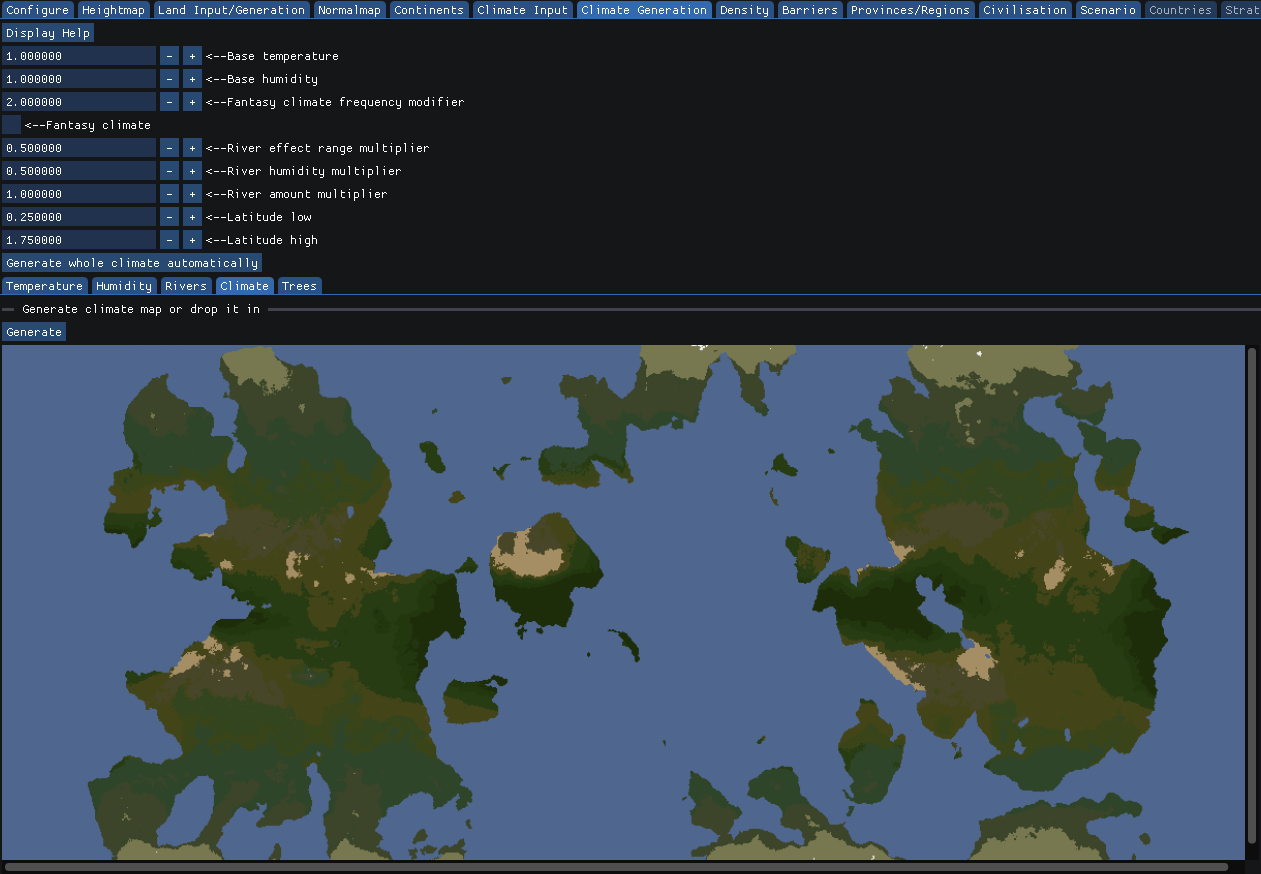 Configure Heightmap Land Input/Generation Normalmap Continents Climate Input Climate Generation Density Barriers Provinces/Regions Civilisation Scenario Countries Strat
Display Help
1.000000 - + <--Base temperature
1.000000 - + <--Base humidity
2.000000 - + <--Fantasy climate frequency modifier
<--Fantasy climate
0.500000 - + <--River effect range multiplier
0.500000 - + <--River humidity multiplier
1.000000 - + <--River amount multiplier
0.250000 - + <--Latitude low
1.750000 - + <--Latitude high
Generate whole climate automatically
Temperature Humidity Rivers Climate Trees
Generate climate map or drop it in
Generate